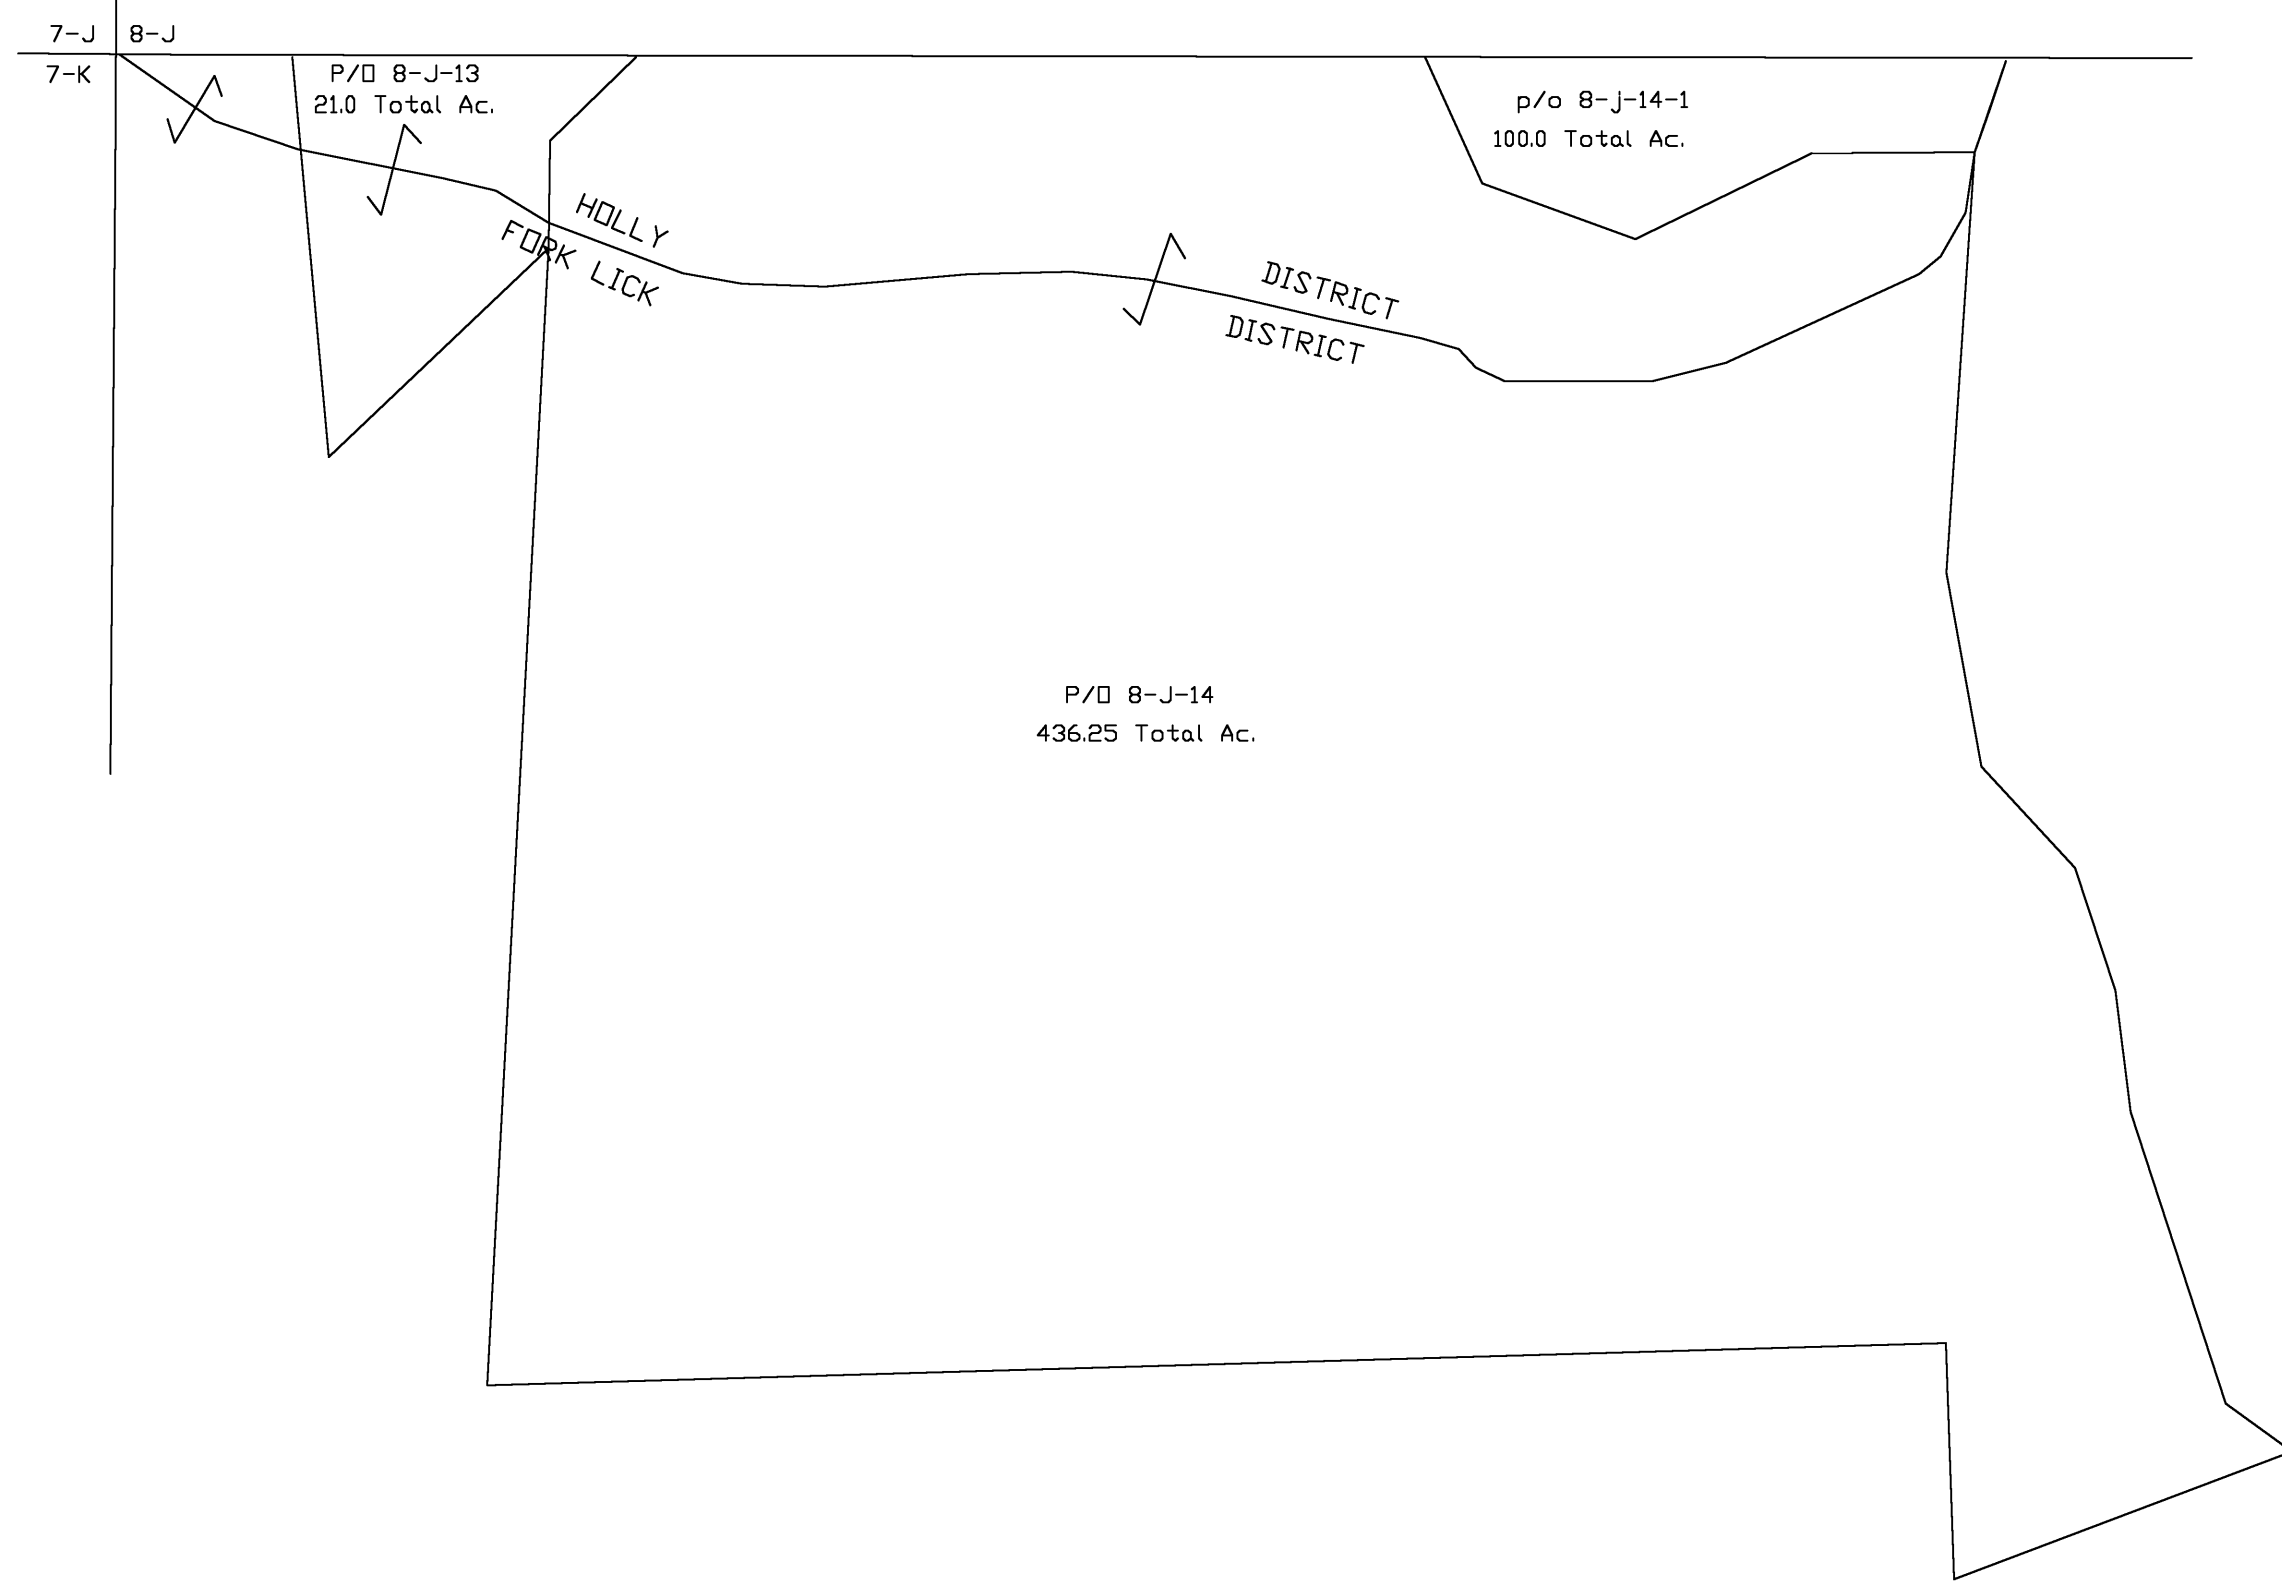 7-J 8-J
7-K
P/O 8-J-13
21.0 Total Ac.
p/o 8-j-14-1
100.0 Total Ac.
HOLLY DISTRICT
FORK LICK DISTRICT
P/O 8-J-14
436.25 Total Ac.